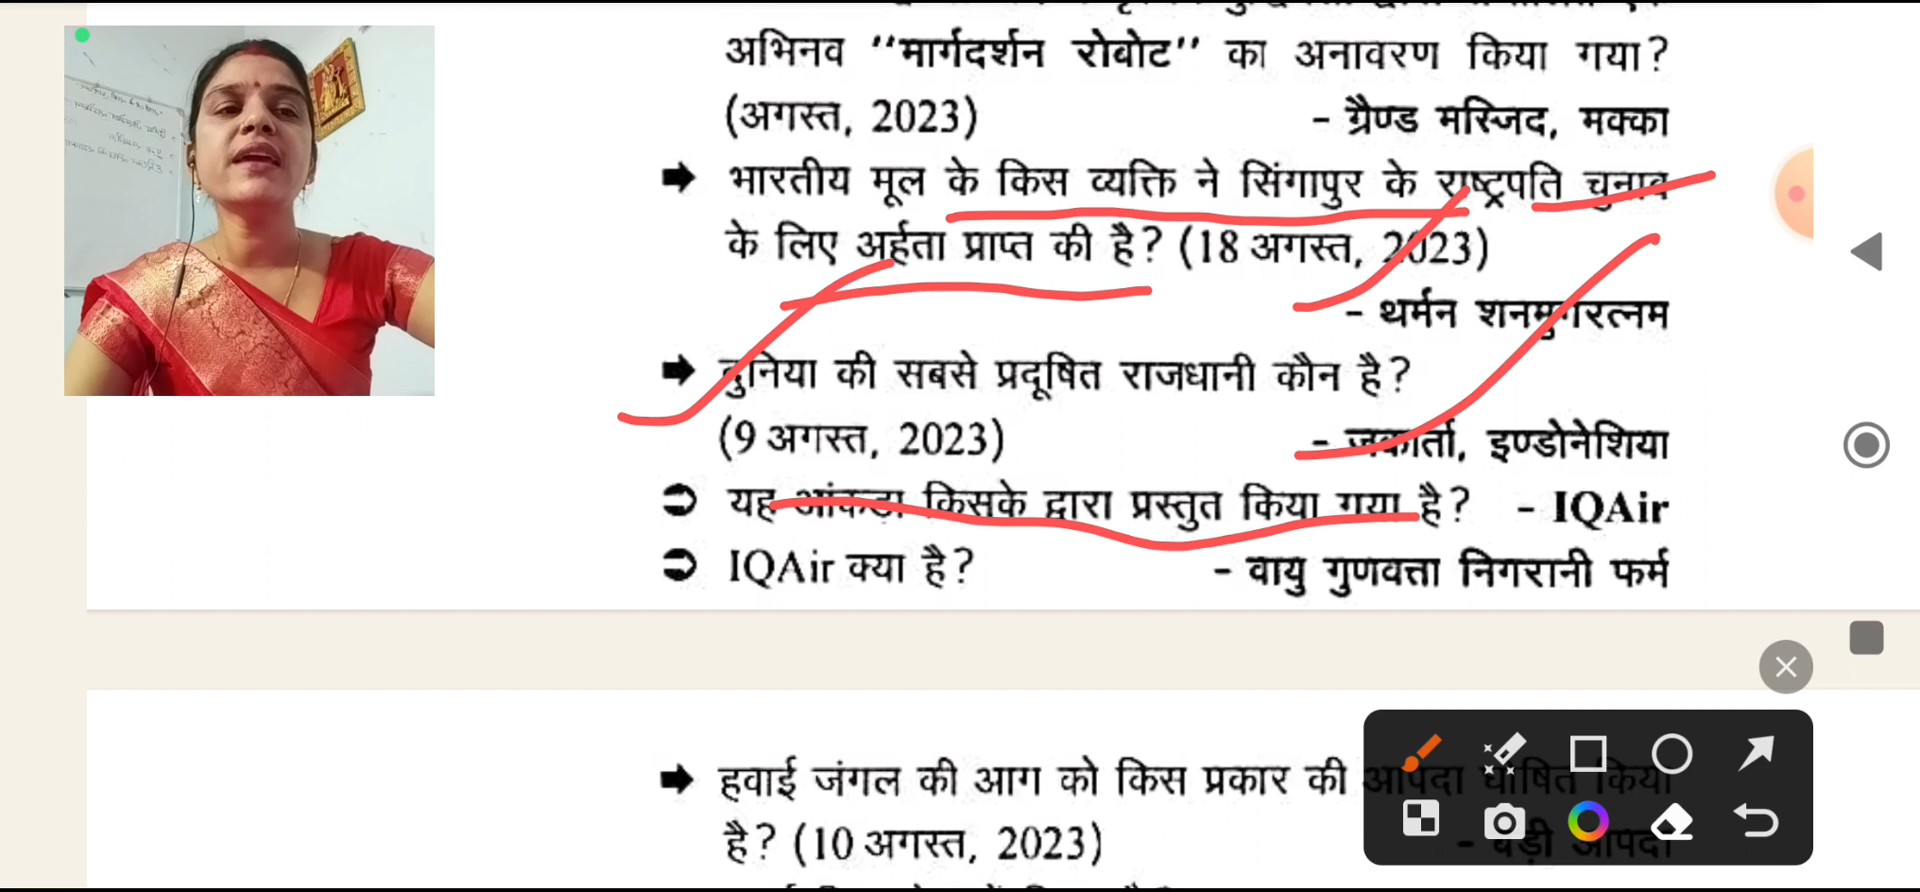 अभिनव “मार्गदर्शन रोबोट” का अनावरण किया गया?
(अगस्त, 2023) - ग्रैण्ड मस्जिद, मक्का
➡ भारतीय मूल के किस व्यक्ति ने सिंगापुर के राष्ट्रपति चुनाव
के लिए अर्हता प्राप्त की है? (18 अगस्त, 2023)
- थर्मन शनमुगरत्नम
➡ दुनिया की सबसे प्रदूषित राजधानी कौन है?
(9 अगस्त, 2023) - जकार्ता, इण्डोनेशिया
⊃ यह आंकड़ा किसके द्वारा प्रस्तुत किया गया है? - IQAir
⊃ IQAir क्या है? - वायु गुणवत्ता निगरानी फर्म
➡ हवाई जंगल की आग को किस प्रकार की आपदा घोषित किया
है? (10 अगस्त, 2023) - बड़ी आपदा